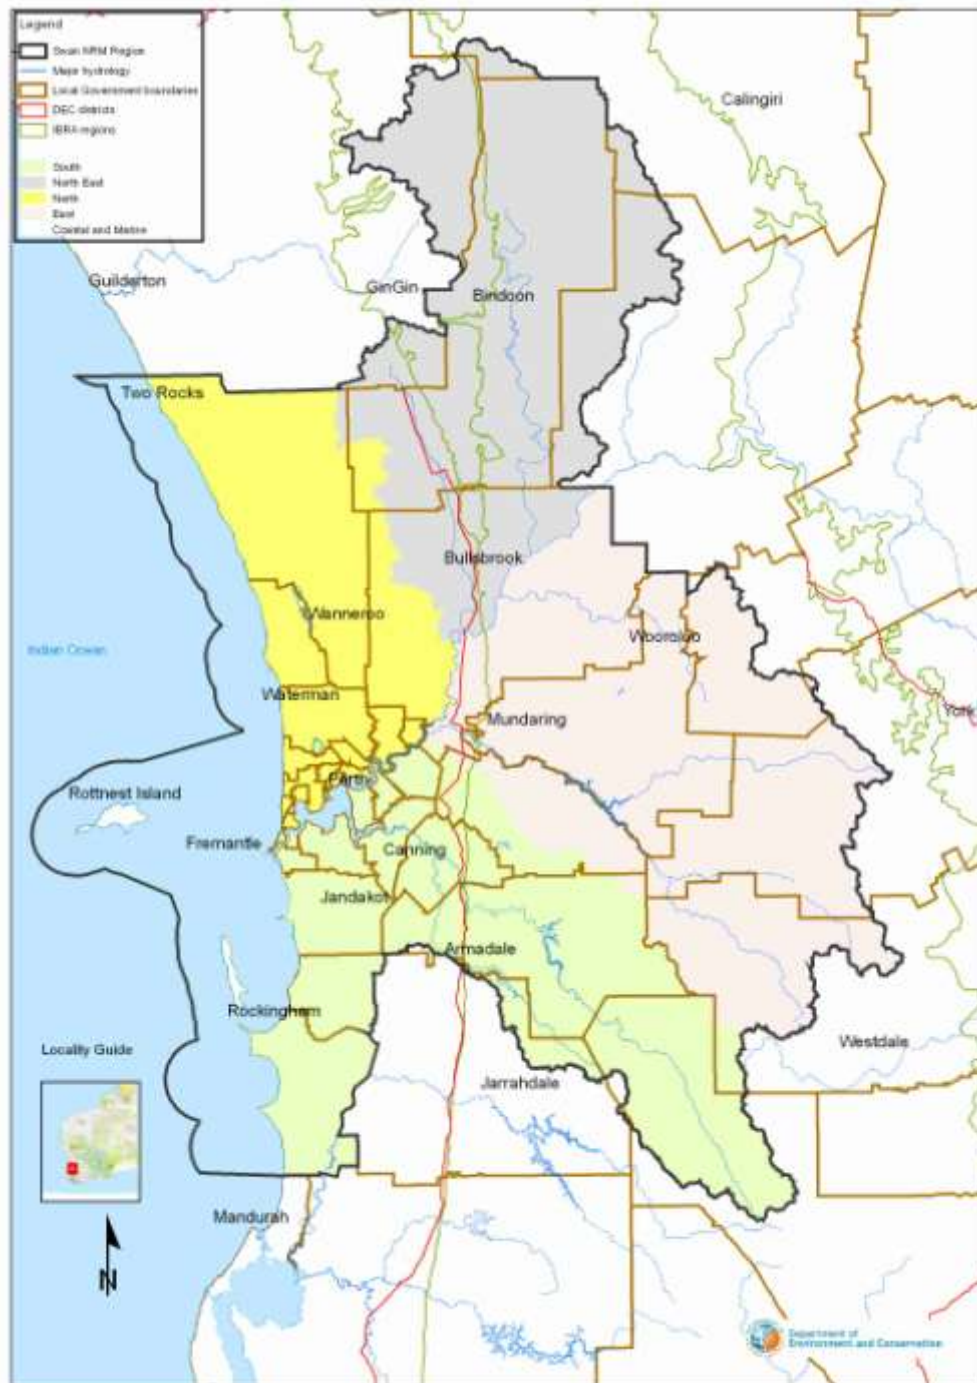 Legend
Swan NRM Region
Major hydrology
Local Government boundaries
DEC districts
IBRA regions
South
North East
North
East
Coastal and Marine
Calingiri
Guilderton
GinGin
Bindoon
Two Rocks
Bullsbrook
Wanneroo
Wooroloo
Indian Ocean
Waterman
York
Mundaring
Perth
Rottnest Island
Fremantle
Canning
Jandakot
Armadale
Rockingham
Westdale
Locality Guide
Jarrahdale
Mandurah
N
Department of
Environment and Conservation